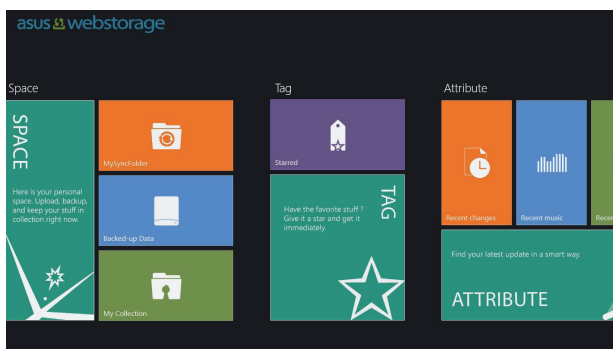 asus webstorage
Space
SPACE
Here is your personal
space. Upload, backup,
and keep your stuff in
collection right now.
MySyncFolder
Backed-up Data
My Collection
Tag
Starred
TAG
Have the favorite stuff ?
Give it a star and get it
immediately.
Attribute
Recent changes
Recent music
Recen
Find your latest update in a smart way.
ATTRIBUTE